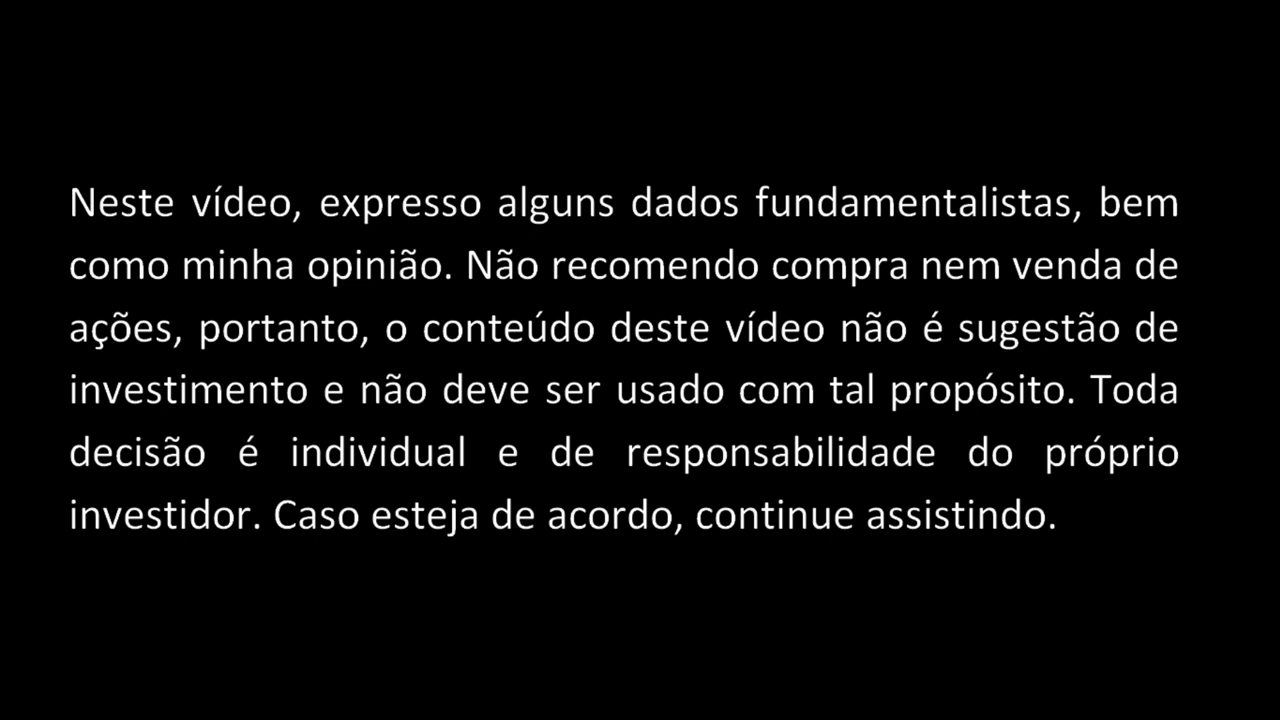 Neste vídeo, expresso alguns dados fundamentalistas, bem
como minha opinião. Não recomendo compra nem venda de
ações, portanto, o conteúdo deste vídeo não é sugestão de
investimento e não deve ser usado com tal propósito. Toda
decisão é individual e de responsabilidade do próprio
investidor. Caso esteja de acordo, continue assistindo.